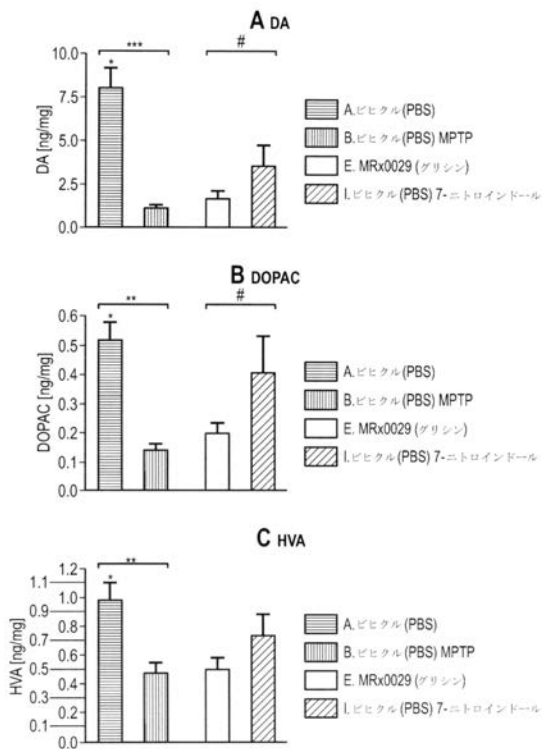 A DA
***
#
*
10.0
7.5
5.0
2.5
0.0
DA [ng/mg]
A.ビヒクル(PBS)
B.ビヒクル(PBS) MPTP
E. MRx0029 (グリシン)
I.ビヒクル(PBS) 7-ニトロインドール
B DOPAC
**
#
*
0.6
0.5
0.4
0.3
0.2
0.1
0.0
DOPAC [ng/mg]
A.ビヒクル(PBS)
B.ビヒクル(PBS) MPTP
E. MRx0029 (グリシン)
I.ビヒクル(PBS) 7-ニトロインドール
C HVA
**
*
1.2
1.1
1.0
0.9
0.8
0.7
0.6
0.5
0.4
0.3
0.2
0.1
0.0
HVA [ng/mg]
A.ビヒクル(PBS)
B.ビヒクル(PBS) MPTP
E. MRx0029 (グリシン)
I.ビヒクル(PBS) 7-ニトロインドール